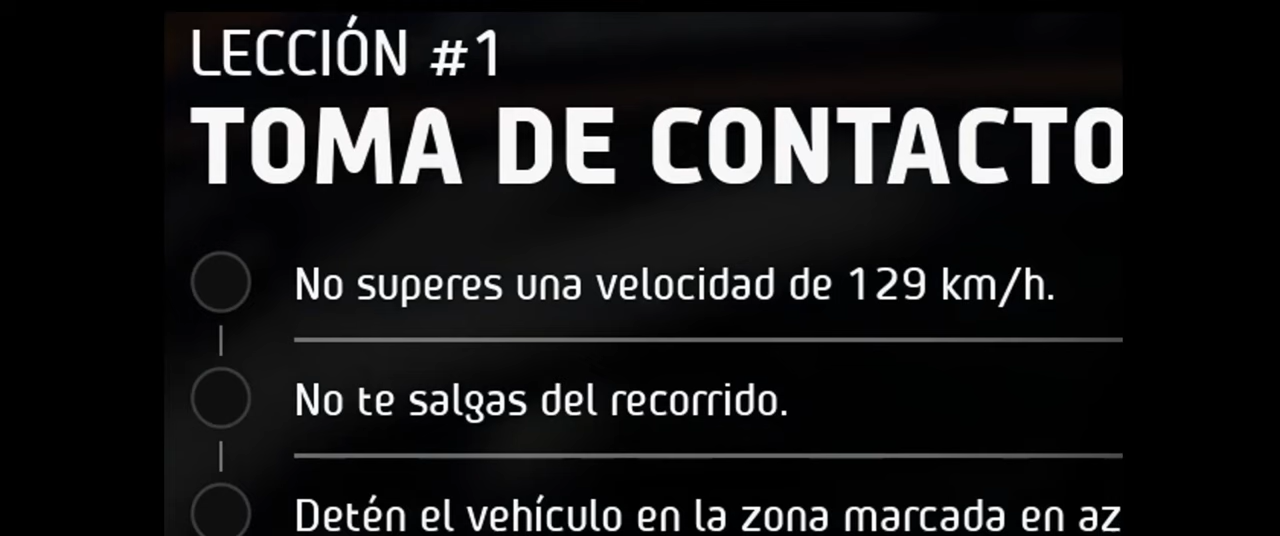 LECCIÓN #1
TOMA DE CONTACTO
No superes una velocidad de 129 km/h.
No te salgas del recorrido.
Detén el vehículo en la zona marcada en az